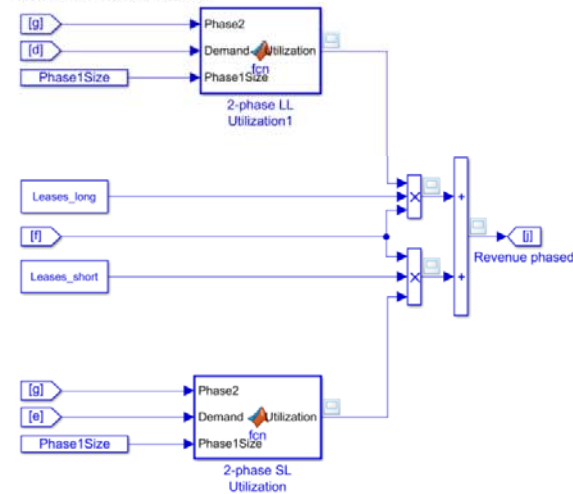 [g]
Phase2
[d]
Demand Utilization
fcn
Phase1Size
Phase1Size
2-phase LL
Utilization1
Leases_long
×
+
[f]
[j]
Revenue phased
Leases_short
×
+
[g]
Phase2
[e]
Demand Utilization
fcn
Phase1Size
Phase1Size
2-phase SL
Utilization